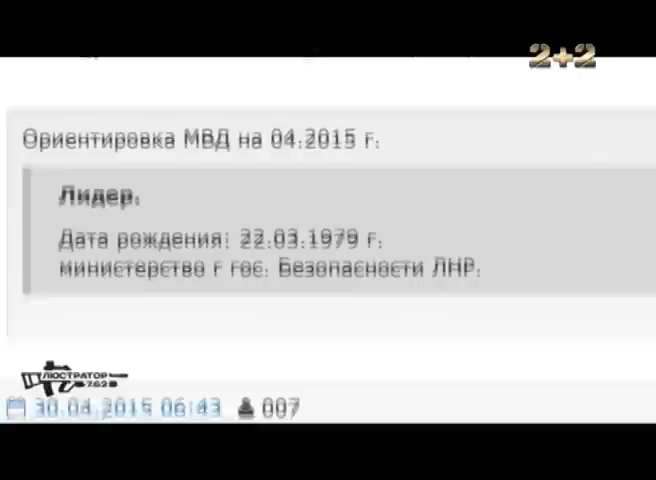 2+2
Ориентировка МВД на 04.2015 г.
Лидер.
Дата рождения: 22.03.1979 г.
министерство г гос. Безопасности ЛНР.
ЛЮСТРАТОР
7.62
30.04.2015 06:43 007